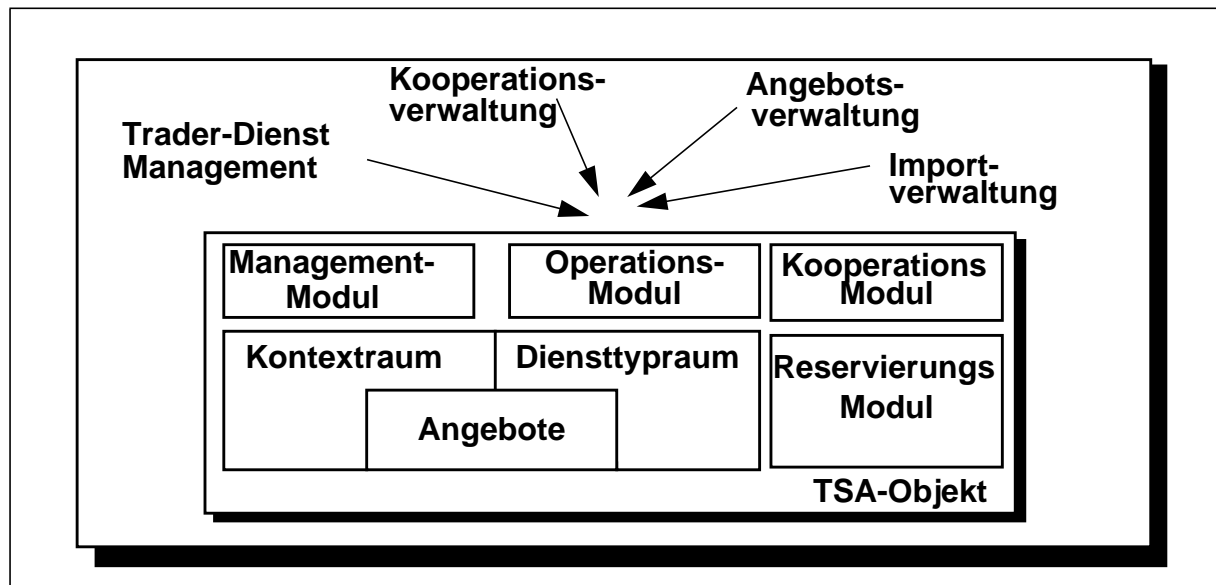 Kooperations-
verwaltung
Angebots-
verwaltung
Trader-Dienst
Management
Import-
verwaltung
Management-
Modul
Operations-
Modul
Kooperations
Modul
Kontextraum
Diensttypraum
Reservierungs
Modul
Angebote
TSA-Objekt